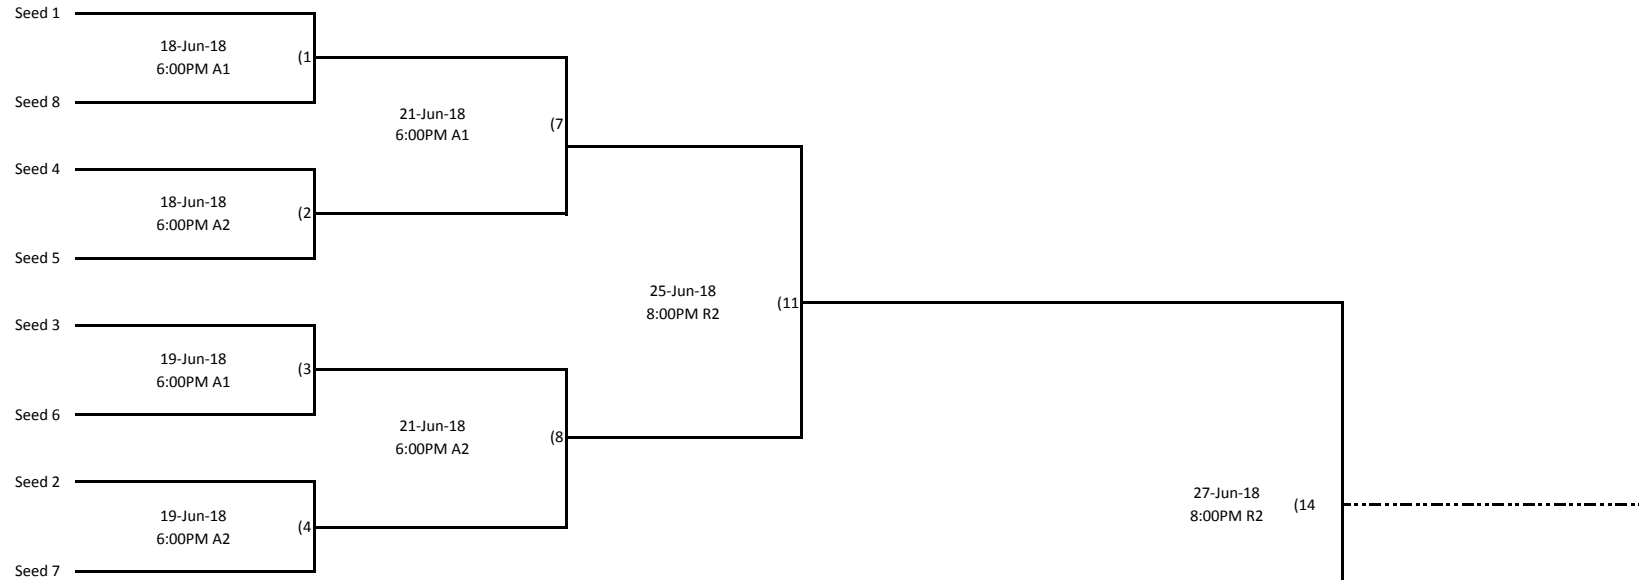 Seed 1
18-Jun-18
6:00PM A1
(1
Seed 8
21-Jun-18
6:00PM A1
(7
Seed 4
18-Jun-18
6:00PM A2
(2
Seed 5
25-Jun-18
8:00PM R2
(11
Seed 3
19-Jun-18
6:00PM A1
(3
Seed 6
21-Jun-18
6:00PM A2
(8
Seed 2
19-Jun-18
6:00PM A2
(4
Seed 7
27-Jun-18
8:00PM R2
(14